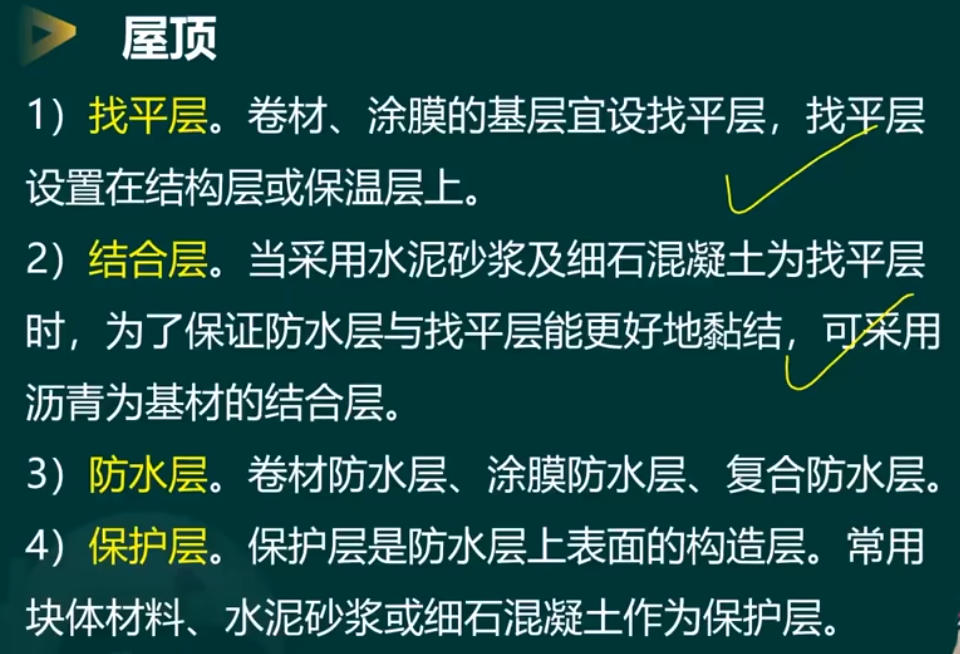 屋顶
1）找平层。卷材、涂膜的基层宜设找平层，找平层
设置在结构层或保温层上。
2）结合层。当采用水泥砂浆及细石混凝土为找平层
时，为了保证防水层与找平层能更好地黏结，可采用
沥青为基材的结合层。
3）防水层。卷材防水层、涂膜防水层、复合防水层。
4）保护层。保护层是防水层上表面的构造层。常用
块体材料、水泥砂浆或细石混凝土作为保护层。